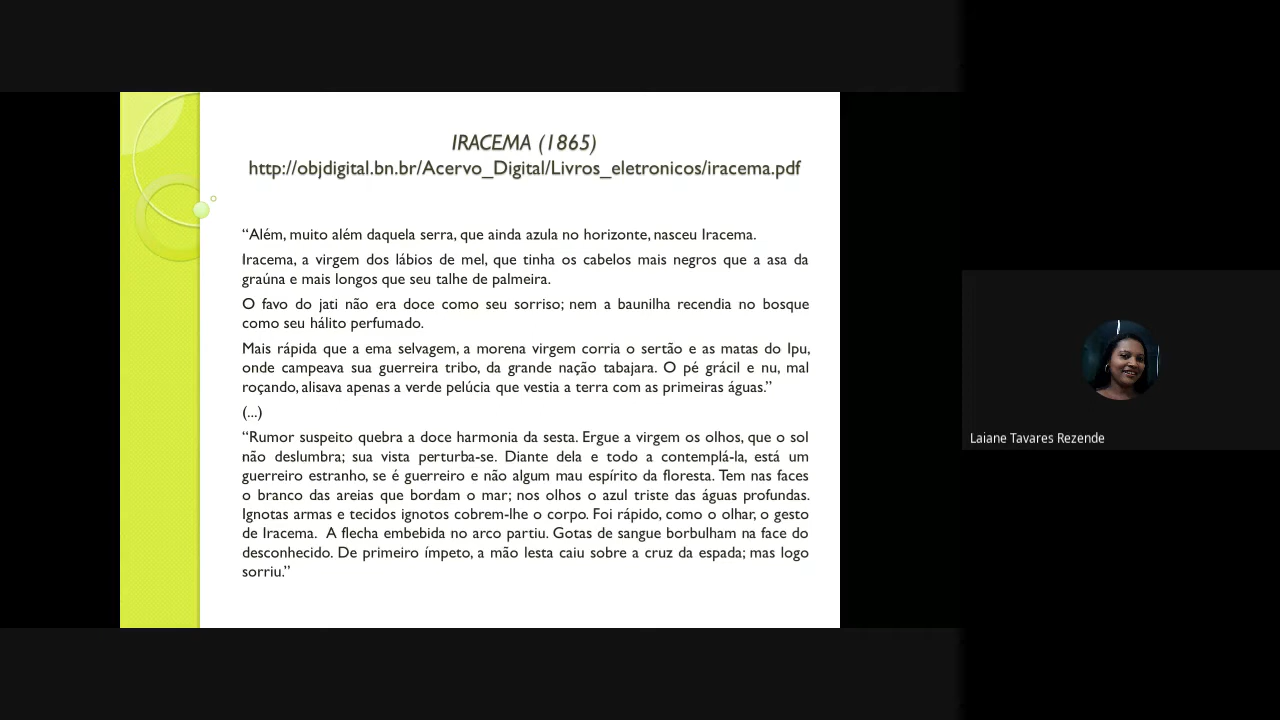 IRACEMA (1865)
http://objdigital.bn.br/Acervo_Digital/Livros_eletronicos/iracema.pdf
“Além, muito além daquela serra, que ainda azula no horizonte, nasceu Iracema.
Iracema, a virgem dos lábios de mel, que tinha os cabelos mais negros que a asa da
graúna e mais longos que seu talhe de palmeira.
O favo do jati não era doce como seu sorriso; nem a baunilha recendia no bosque
como seu hálito perfumado.
Mais rápida que a ema selvagem, a morena virgem corria o sertão e as matas do Ipu,
onde campeava sua guerreira tribo, da grande nação tabajara. O pé grácil e nu, mal
roçando, alisava apenas a verde pelúcia que vestia a terra com as primeiras águas.”
(...)
“Rumor suspeito quebra a doce harmonia da sesta. Ergue a virgem os olhos, que o sol
não deslumbra; sua vista perturba-se. Diante dela e todo a contemplá-la, está um
guerreiro estranho, se é guerreiro e não algum mau espírito da floresta. Tem nas faces
o branco das areias que bordam o mar; nos olhos o azul triste das águas profundas.
Ignotas armas e tecidos ignotos cobrem-lhe o corpo. Foi rápido, como o olhar, o gesto
de Iracema. A flecha embebida no arco partiu. Gotas de sangue borbulham na face do
desconhecido. De primeiro ímpeto, a mão lesta caiu sobre a cruz da espada; mas logo
sorriu.”
Laiane Tavares Rezende